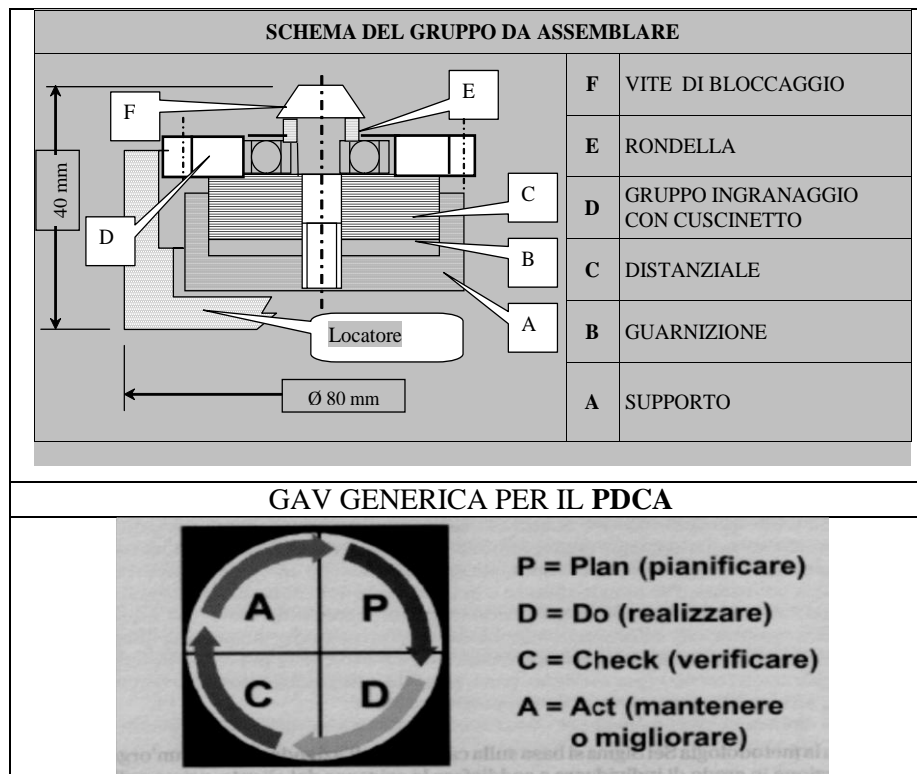 SCHEMA DEL GRUPPO DA ASSEMBLARE
F
E
40 mm
D
C
B
A
Locatore
Ø 80 mm
F VITE DI BLOCCAGGIO
E RONDELLA
D GRUPPO INGRANAGGIO
CON CUSCINETTO
C DISTANZIALE
B GUARNIZIONE
A SUPPORTO
GAV GENERICA PER IL PDCA
A P
C D
P = Plan (pianificare)
D = Do (realizzare)
C = Check (verificare)
A = Act (mantenere
o migliorare)